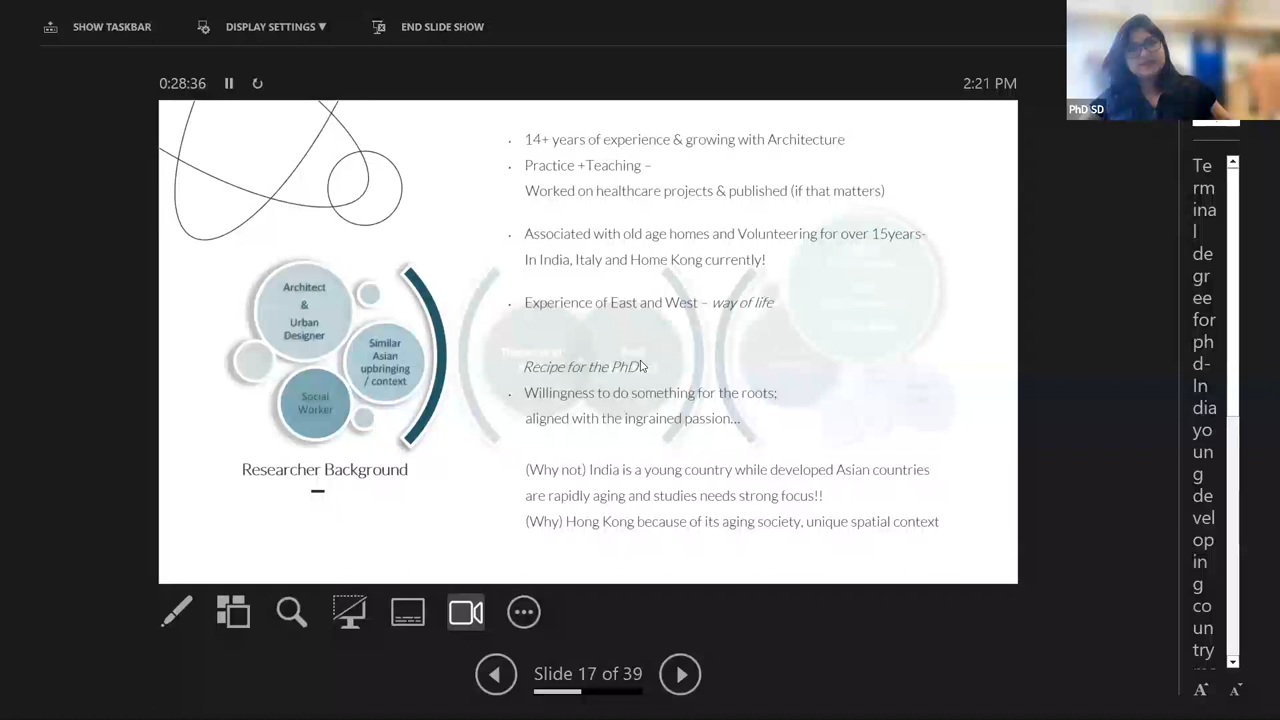 SHOW TASKBAR
DISPLAY SETTINGS ▼
END SLIDE SHOW
PhD SD
0:28:36
2:21 PM
14+ years of experience & growing with Architecture
Practice +Teaching –
Worked on healthcare projects & published (if that matters)
Associated with old age homes and Volunteering for over 15years-
In India, Italy and Home Kong currently!
Experience of East and West – way of life
Recipe for the PhD
Willingness to do something for the roots;
aligned with the ingrained passion...
(Why not) India is a young country while developed Asian countries
are rapidly aging and studies needs strong focus!!
(Why) Hong Kong because of its aging society, unique spatial context
Architect
&
Urban
Designer
Similar
Asian
upbringing
/ context
Social
Worker
Researcher Background
Te
rm
ina
l
de
gr
ee
for
ph
d-
In
dia
yo
un
g
de
vel
op
in
g
co
un
try
Slide 17 of 39
A
A